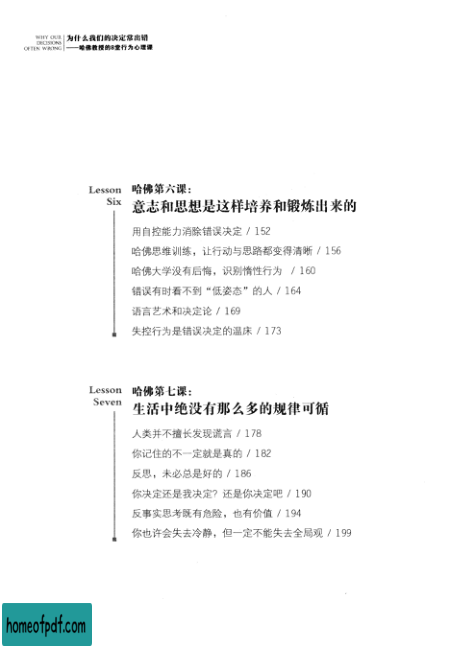 WHY OUR
DECISIONS
OFTEN WRONG
为什么我们的决定常出错
——哈佛教授的8堂行为心理课
Lesson
Six
哈佛第六课：
意志和思想是这样培养和锻炼出来的
用自控能力消除错误决定 / 152
哈佛思维训练，让行动与思路都变得清晰 / 156
哈佛大学没有后悔，识别惰性行为 / 160
错误有时看不到“低姿态”的人 / 164
语言艺术和决定论 / 169
失控行为是错误决定的温床 / 173
Lesson
Seven
哈佛第七课：
生活中绝没有那么多的规律可循
人类并不擅长发现谎言 / 178
你记住的不一定就是真的 / 182
反思，未必总是好的 / 186
你决定还是我决定？还是你决定吧 / 190
反事实思考既有危险，也有价值 / 194
你也许会失去冷静，但一定不能失去全局观 / 199
homeofpdf.com